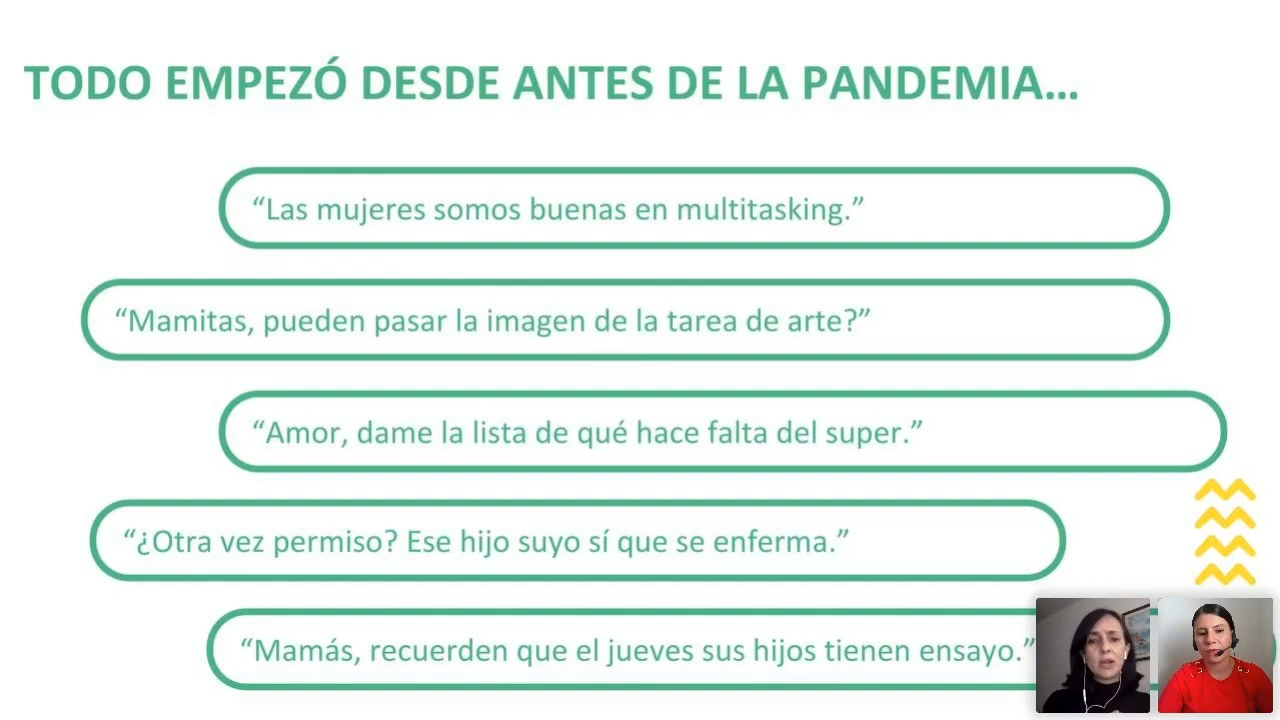 TODO EMPEZÓ DESDE ANTES DE LA PANDEMIA...
“Las mujeres somos buenas en multitasking.”
“Mamitas, pueden pasar la imagen de la tarea de arte?”
“Amor, dame la lista de qué hace falta del super.”
“¿Otra vez permiso? Ese hijo suyo sí que se enferma.”
“Mamás, recuerden que el jueves sus hijos tienen ensayo.”